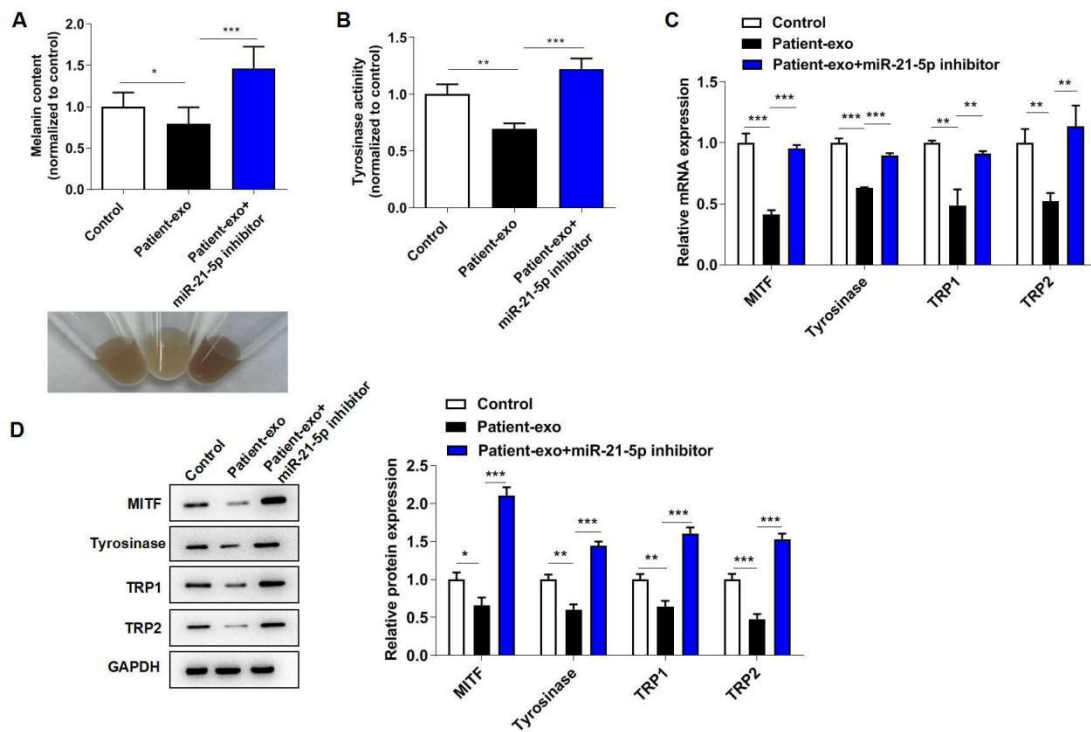 A
Melanin content
(normalized to control)
2.0
1.5
1.0
0.5
0.0
*
***
Control
Patient-exo
Patient-exo+
miR-21-5p inhibitor
B
Tyrosinase actiniity
(normalized to control)
1.5
1.0
0.5
0.0
**
***
Control
Patient-exo
Patient-exo+
miR-21-5p inhibitor
C
Control
Patient-exo
Patient-exo+miR-21-5p inhibitor
Relative mRNA expression
1.5
1.0
0.5
0.0
***
***
***
***
**
**
**
**
MITF
Tyrosinase
TRP1
TRP2
D
Control
Patient-exo
Patient-exo+
miR-21-5p inhibitor
MITF
Tyrosinase
TRP1
TRP2
GAPDH
Control
Patient-exo
Patient-exo+miR-21-5p inhibitor
Relative protein expression
2.5
2.0
1.5
1.0
0.5
0.0
*
***
**
***
**
***
***
***
MITF
Tyrosinase
TRP1
TRP2